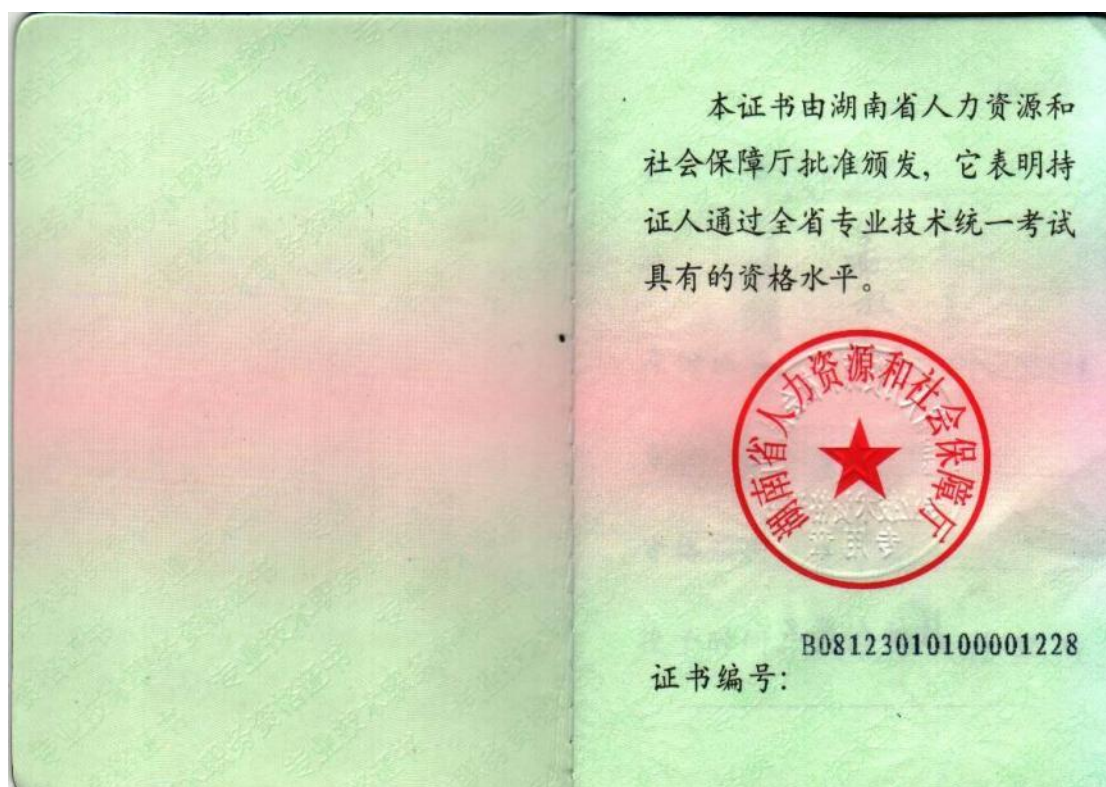 本证书由湖南省人力资源和
社会保障厅批准颁发，它表明持
证人通过全省专业技术统一考试
具有的资格水平。
湖南省人力资源和社会保障厅
B08123010100001228
证书编号：